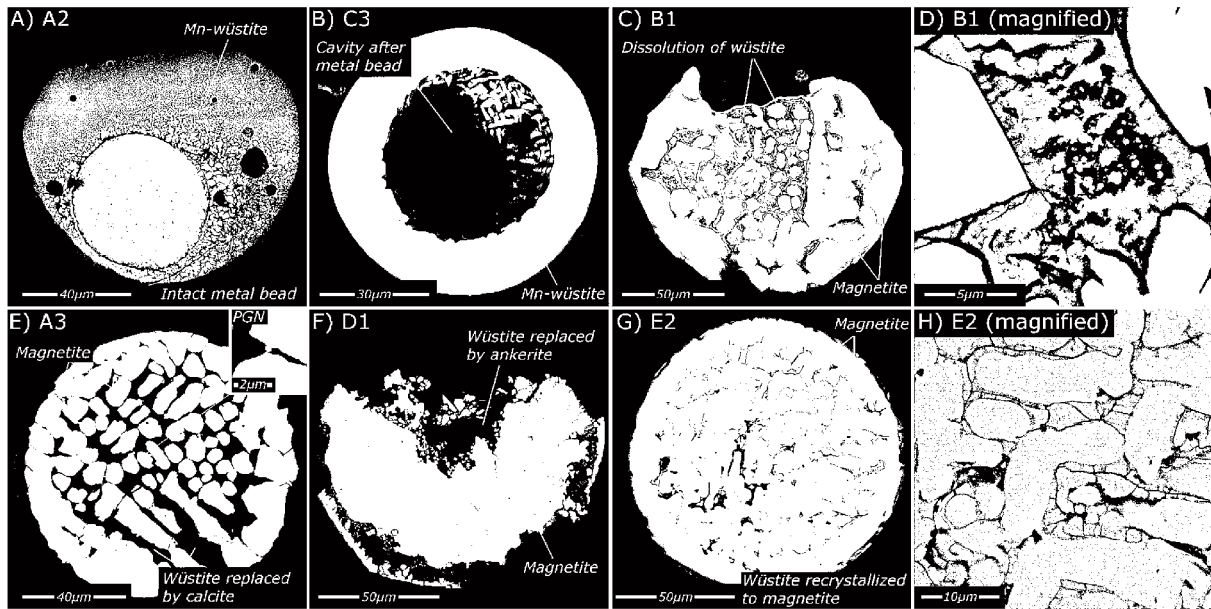 A) A2
Mn-wüstite
40µm
Intact metal bead
B) C3
Cavity after
metal bead
30µm
Mn-wüstite
C) B1
Dissolution of wüstite
50µm
Magnetite
D) B1 (magnified)
5µm
E) A3
PGN
Magnetite
2µm
Wüstite replaced
by calcite
40µm
F) D1
Wüstite replaced
by ankerite
Magnetite
50µm
G) E2
Magnetite
Wüstite recrystallized
to magnetite
50µm
H) E2 (magnified)
10µm